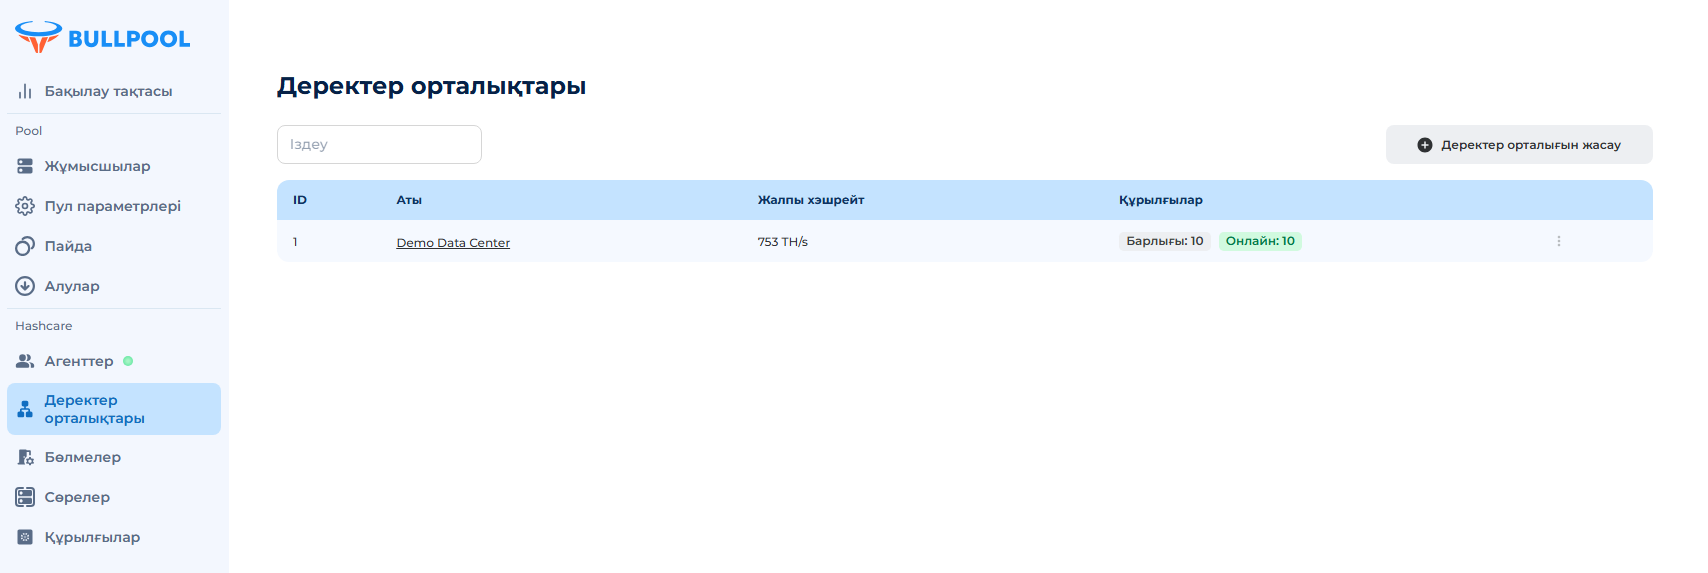 BULLPOOL
Бақылау тақтасы
Pool
Жұмысшылар
Пул параметрлері
Пайда
Алулар
Hashcare
Агенттер
Деректер
орталықтары
Бөлмелер
Сөрелер
Құрылғылар
Деректер орталықтары
Іздеу
Деректер орталығын жасау
ID Аты Жалпы хэшрейт Құрылғылар
1 Demo Data Center 753 TH/s Барлығы: 10 Онлайн: 10